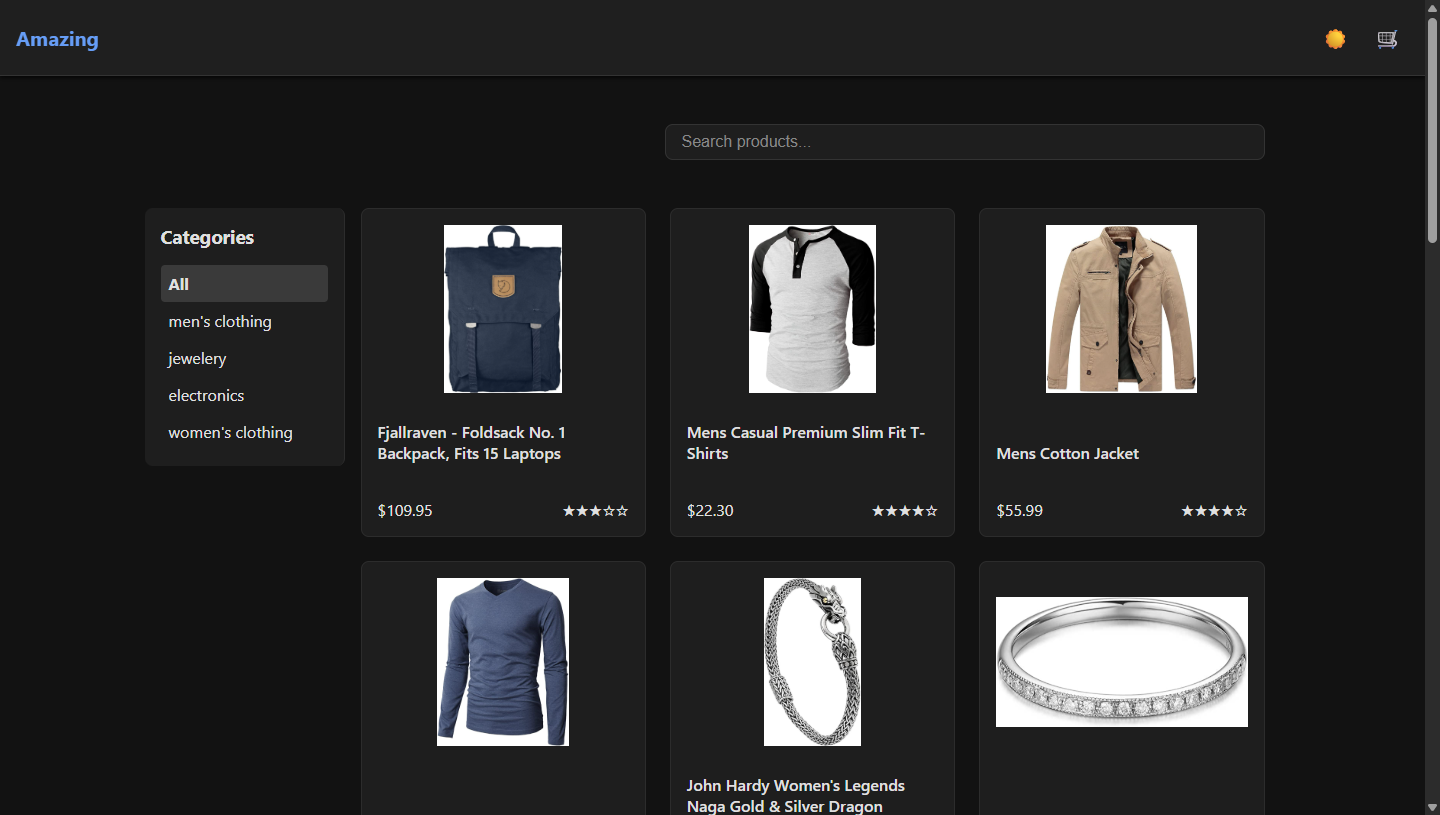 Amazing
Search products...
Categories
All
men's clothing
jewelery
electronics
women's clothing
Fjallraven - Foldsack No. 1
Backpack, Fits 15 Laptops
$109.95
★★★☆☆
Mens Casual Premium Slim Fit T-
Shirts
$22.30
★★★★☆
Mens Cotton Jacket
$55.99
★★★★☆
John Hardy Women's Legends
Naga Gold & Silver Dragon